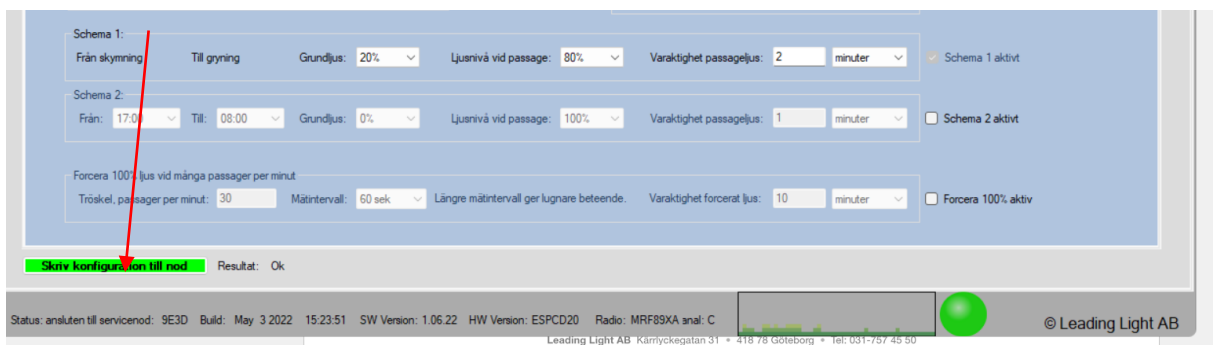 Schema 1:
Från skymning Till gryning Grundljus: 20% Ljusnivå vid passage: 80% Varaktighet passageljus: 2 minuter Schema 1 aktivt
Schema 2:
Från: 17:00 Till: 08:00 Grundljus: 0% Ljusnivå vid passage: 100% Varaktighet passageljus: 1 minuter Schema 2 aktivt
Forcera 100% ljus vid många passager per minut
Tröskel, passager per minut: 30 Mätintervall: 60 sek Längre mätintervall ger lugnare beteende. Varaktighet forcerat ljus: 10 minuter Forcera 100% aktiv
Skriv konfiguration till nod Resultat: Ok
Status: ansluten till servicenod: 9E3D Build: May 3 2022 15:23:51 SW Version: 1.06.22 HW Version: ESPCD20 Radio: MRF89XA anal: C
© Leading Light AB
Leading Light AB Kärrlyckegatan 31 • 418 78 Göteborg • Tel: 031-757 45 50